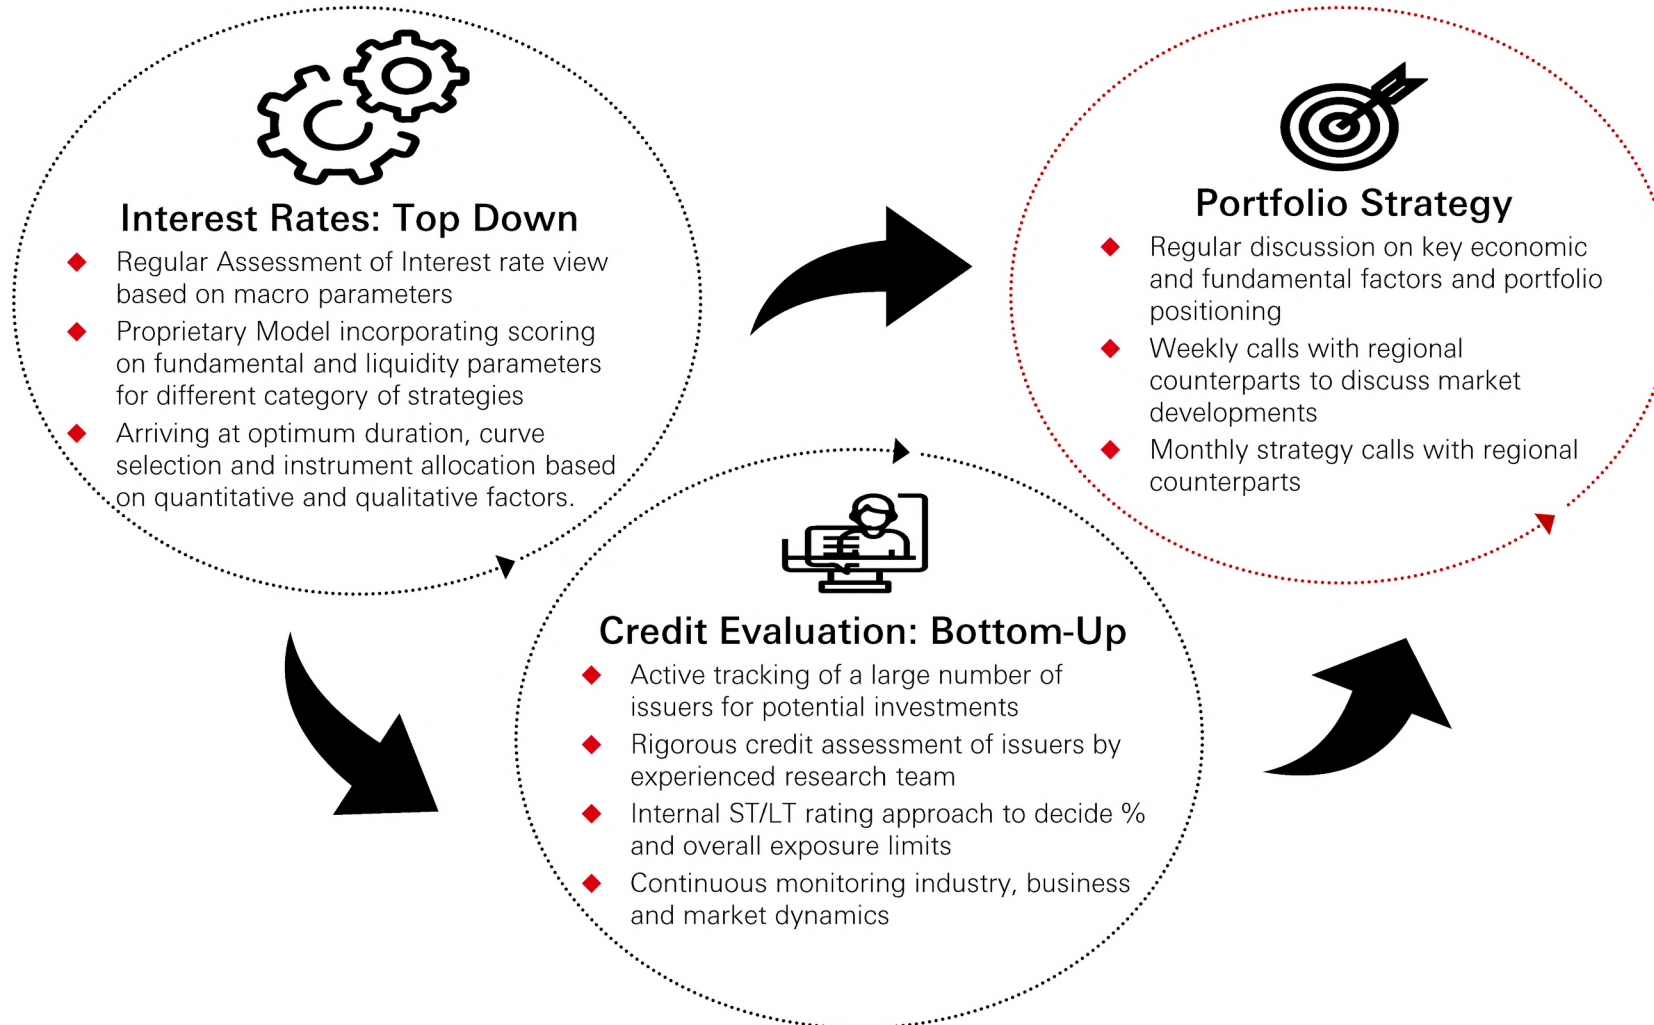 Interest Rates: Top Down
Regular Assessment of Interest rate view
based on macro parameters
Proprietary Model incorporating scoring
on fundamental and liquidity parameters
for different category of strategies
Arriving at optimum duration, curve
selection and instrument allocation based
on quantitative and qualitative factors.
Portfolio Strategy
Regular discussion on key economic
and fundamental factors and portfolio
positioning
Weekly calls with regional
counterparts to discuss market
developments
Monthly strategy calls with regional
counterparts
Credit Evaluation: Bottom-Up
Active tracking of a large number of
issuers for potential investments
Rigorous credit assessment of issuers by
experienced research team
Internal ST/LT rating approach to decide %
and overall exposure limits
Continuous monitoring industry, business
and market dynamics